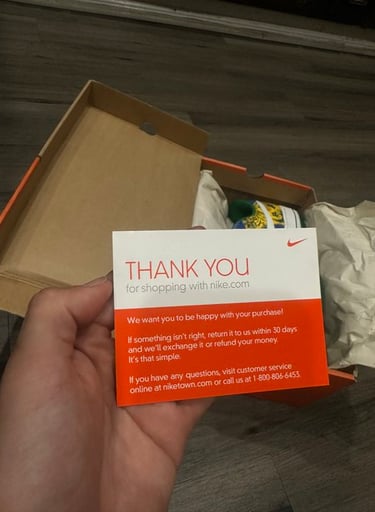 THANK YOU
for shopping with nike.com
We want you to be happy with your purchase!
If something isn't right, return it to us within 30 days
and we'll exchange it or refund your money.
It's that simple.
If you have any questions, visit customer service
online at niketown.com or call us at 1-800-806-6453.